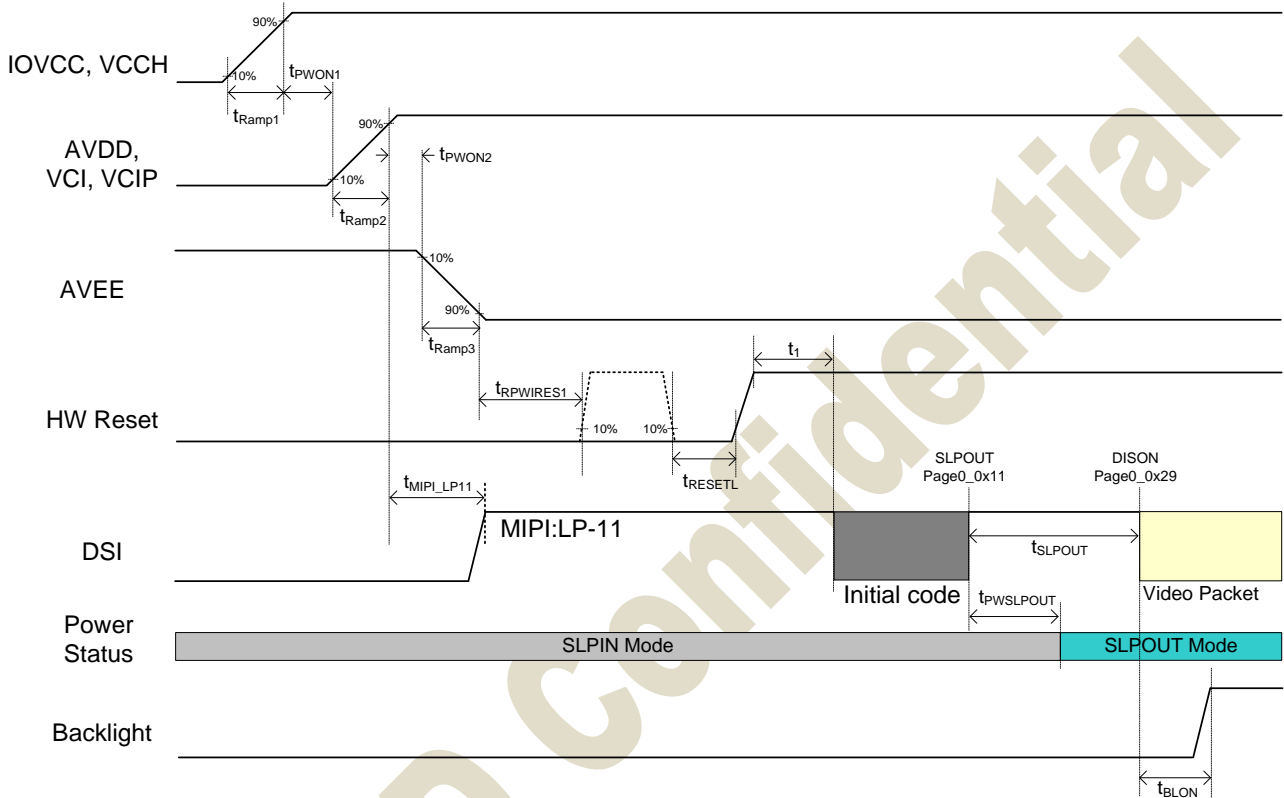 90%
IOVCC, VCCH
10%
tPWON1
tRamp1
90%
AVDD,
VCI, VCIP
tPWON2
10%
tRamp2
10%
AVEE
90%
tRamp3
t1
tRPWIRES1
HW Reset
10%
10%
tRESETL
SLPOUT
Page0_0x11
DISON
Page0_0x29
tMIPI_LP11
MIPI:LP-11
DSI
tSLPOUT
Initial code
Video Packet
tPWSLPOUT
Power
Status
SLPIN Mode
SLPOUT Mode
Backlight
tBLON
Confidential